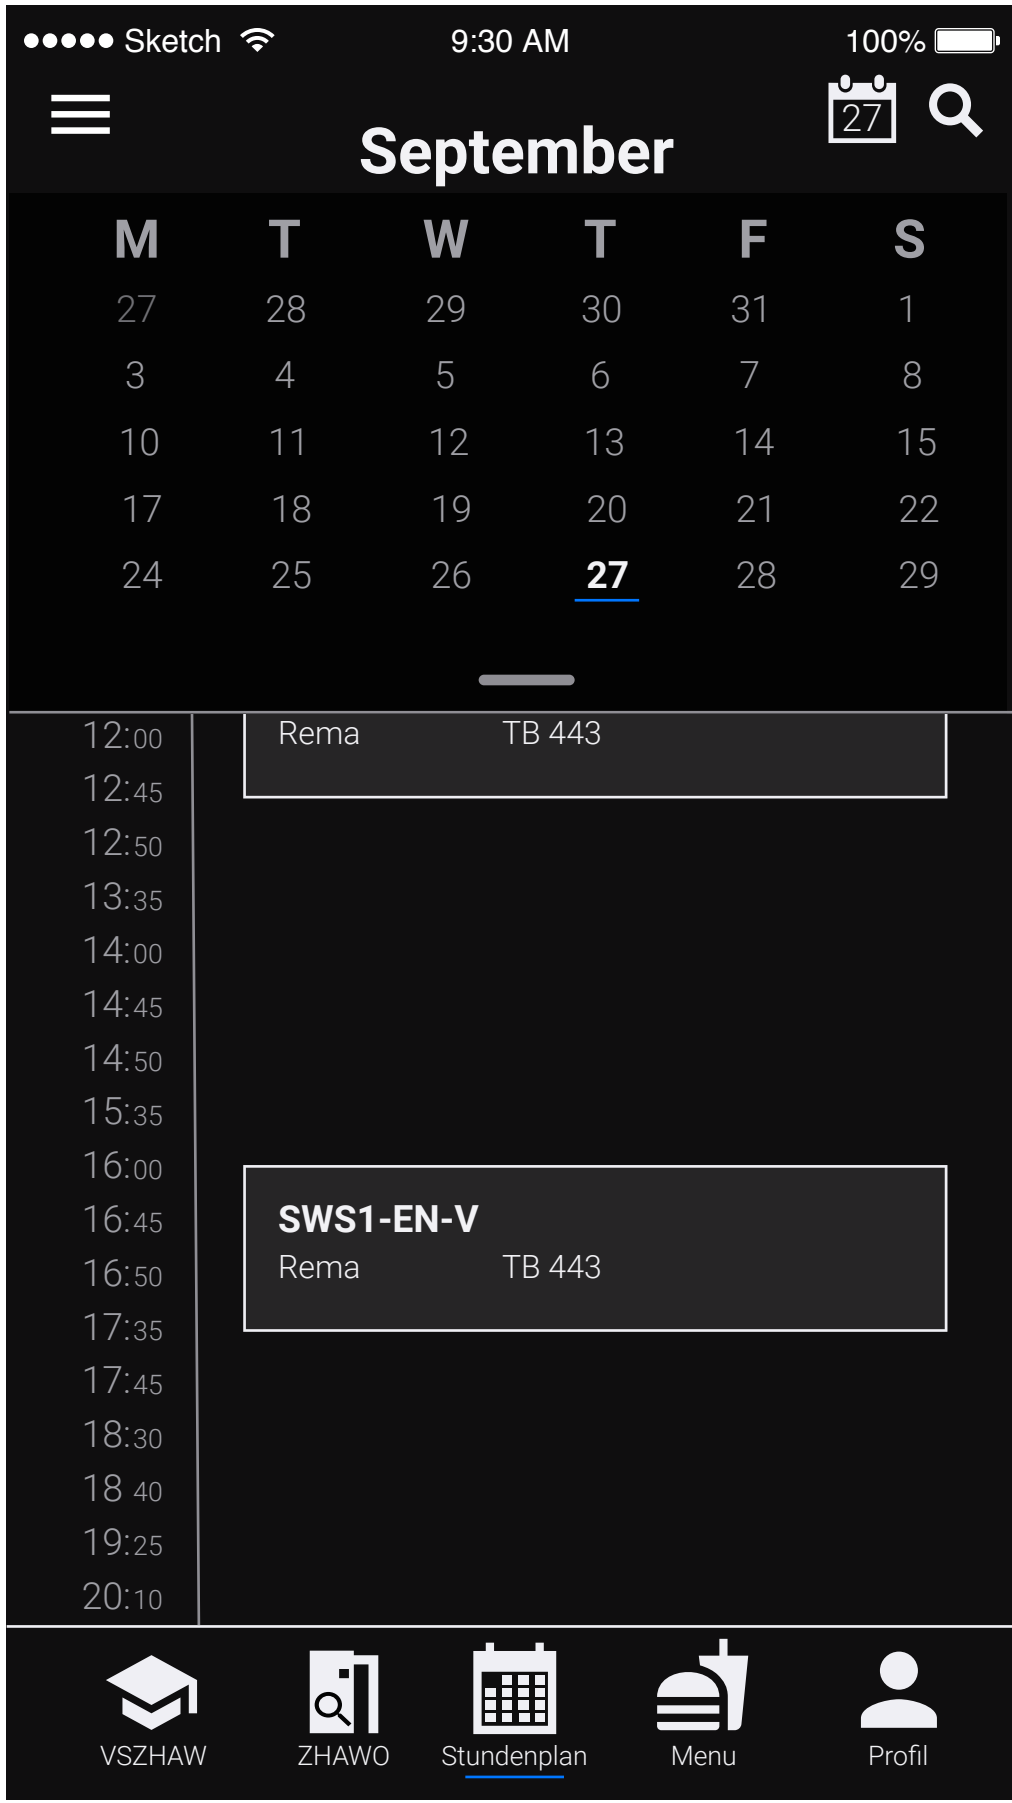 Sketch 9:30 AM 100%
27
September
M T W T F S
27 28 29 30 31 1
3 4 5 6 7 8
10 11 12 13 14 15
17 18 19 20 21 22
24 25 26 27 28 29
12:00 Rema TB 443
12:45
12:50
13:35
14:00
14:45
14:50
15:35
16:00
16:45 SWS1-EN-V
16:50 Rema TB 443
17:35
17:45
18:30
18 40
19:25
20:10
VSZHAW ZHAWO Stundenplan Menu Profil